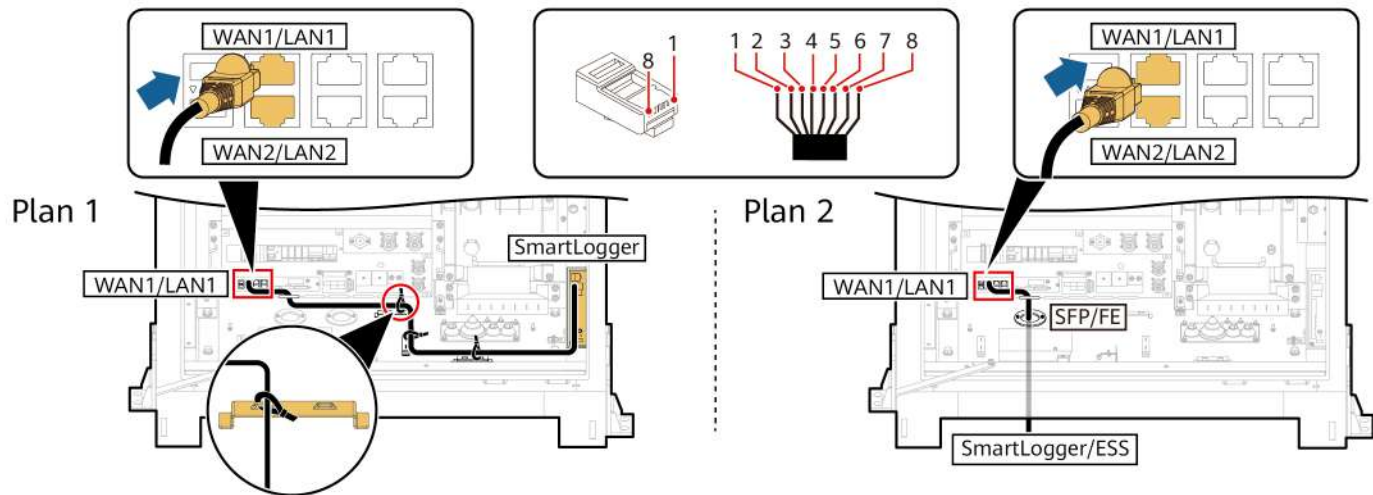 WAN1/LAN1
WAN2/LAN2
8
1
1 2 3 4 5 6 7 8
WAN1/LAN1
WAN2/LAN2
Plan 1
SmartLogger
WAN1/LAN1
Plan 2
WAN1/LAN1
SFP/FE
SmartLogger/ESS